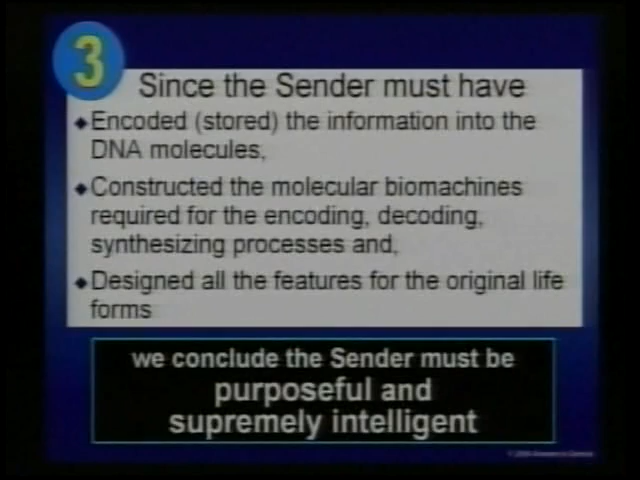 3
Since the Sender must have
◆Encoded (stored) the information into the
DNA molecules,
◆Constructed the molecular biomachines
required for the encoding, decoding,
synthesizing processes and,
◆Designed all the features for the original life
forms
we conclude the Sender must be
purposeful and
supremely intelligent